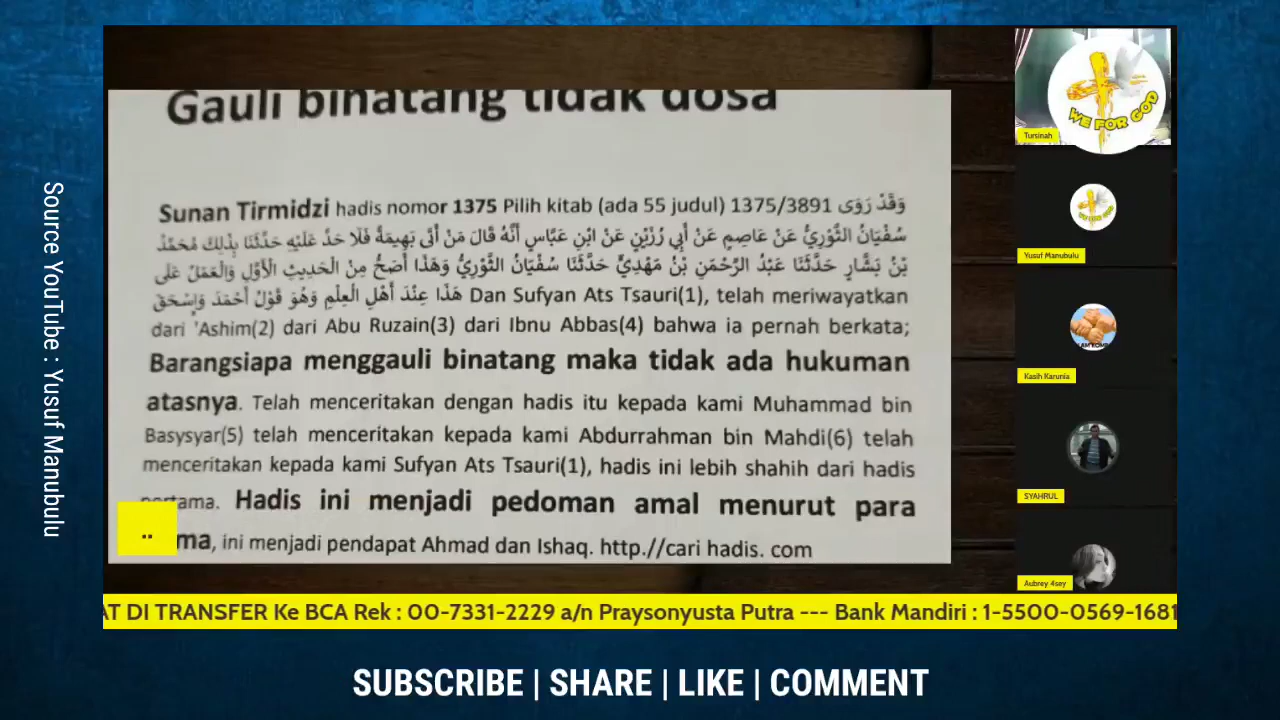 Gauli binatang tidak dosa
Sunan Tirmidzi hadis nomor 1375 Pilih kitab (ada 55 judul) 1375/3891 وَقَدْ رَوَى
سُفْيَانُ الثَّوْرِيُّ عَنْ عَاصِمٍ عَنْ أَبِي رُزَيْنٍ عَنْ ابْنِ عَبَّاسٍ أَنَّهُ قَالَ مَنْ أَتَى بَهِيمَةً فَلَا حَدَّ عَلَيْهِ حَدَّثَنَا بِذَلِكَ مُحَمَّدُ
بْنُ بَشَّارٍ حَدَّثَنَا عَبْدُ الرَّحْمَنِ بْنُ مَهْدِيٍّ حَدَّثَنَا سُفْيَانُ الثَّوْرِيُّ وَهَذَا أَصَحُّ مِنْ الْحَدِيثِ الْأَوَّلِ وَالْعَمَلُ عَلَى
هَذَا عِنْدَ أَهْلِ الْعِلْمِ وَهُوَ قَوْلُ أَحْمَدَ وَإِسْحَقَ Dan Sufyan Ats Tsauri(1), telah meriwayatkan
dari 'Ashim(2) dari Abu Ruzain(3) dari Ibnu Abbas(4) bahwa ia pernah berkata;
Barangsiapa menggauli binatang maka tidak ada hukuman
atasnya. Telah menceritakan dengan hadis itu kepada kami Muhammad bin
Basysyar(5) telah menceritakan kepada kami Abdurrahman bin Mahdi(6) telah
menceritakan kepada kami Sufyan Ats Tsauri(1), hadis ini lebih shahih dari hadis
pertama. Hadis ini menjadi pedoman amal menurut para
ma, ini menjadi pendapat Ahmad dan Ishaq. http.//cari hadis. com
..
WE FOR GOD
Tursinah
WE FOR GOD
Yusuf Manubulu
Kasih Karunia
SYAHRUL
Aubrey 4sey
AT DI TRANSFER Ke BCA Rek : 00-7331-2229 a/n Praysonyusta Putra --- Bank Mandiri : 1-5500-0569-1681
Source YouTube : Yusuf Manubulu
SUBSCRIBE | SHARE | LIKE | COMMENT